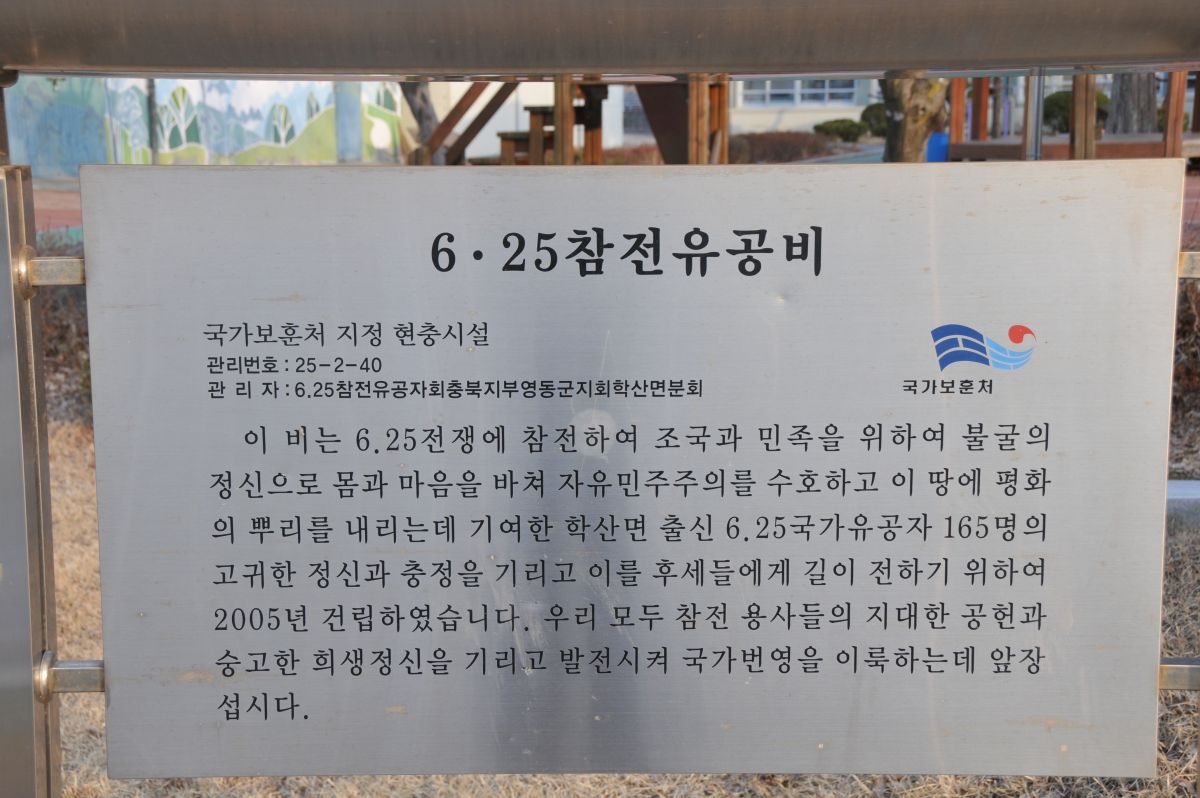 6·25참전유공비
국가보훈처 지정 현충시설
관리번호 : 25-2-40
관 리 자 : 6.25참전유공자회충북지부영동군지회학산면분회
국가보훈처
이 비는 6.25전쟁에 참전하여 조국과 민족을 위하여 불굴의
정신으로 몸과 마음을 바쳐 자유민주주의를 수호하고 이 땅에 평화
의 뿌리를 내리는데 기여한 학산면 출신 6.25국가유공자 165명의
고귀한 정신과 충정을 기리고 이를 후세들에게 길이 전하기 위하여
2005년 건립하였습니다. 우리 모두 참전 용사들의 지대한 공헌과
숭고한 희생정신을 기리고 발전시켜 국가번영을 이룩하는데 앞장
섭시다.